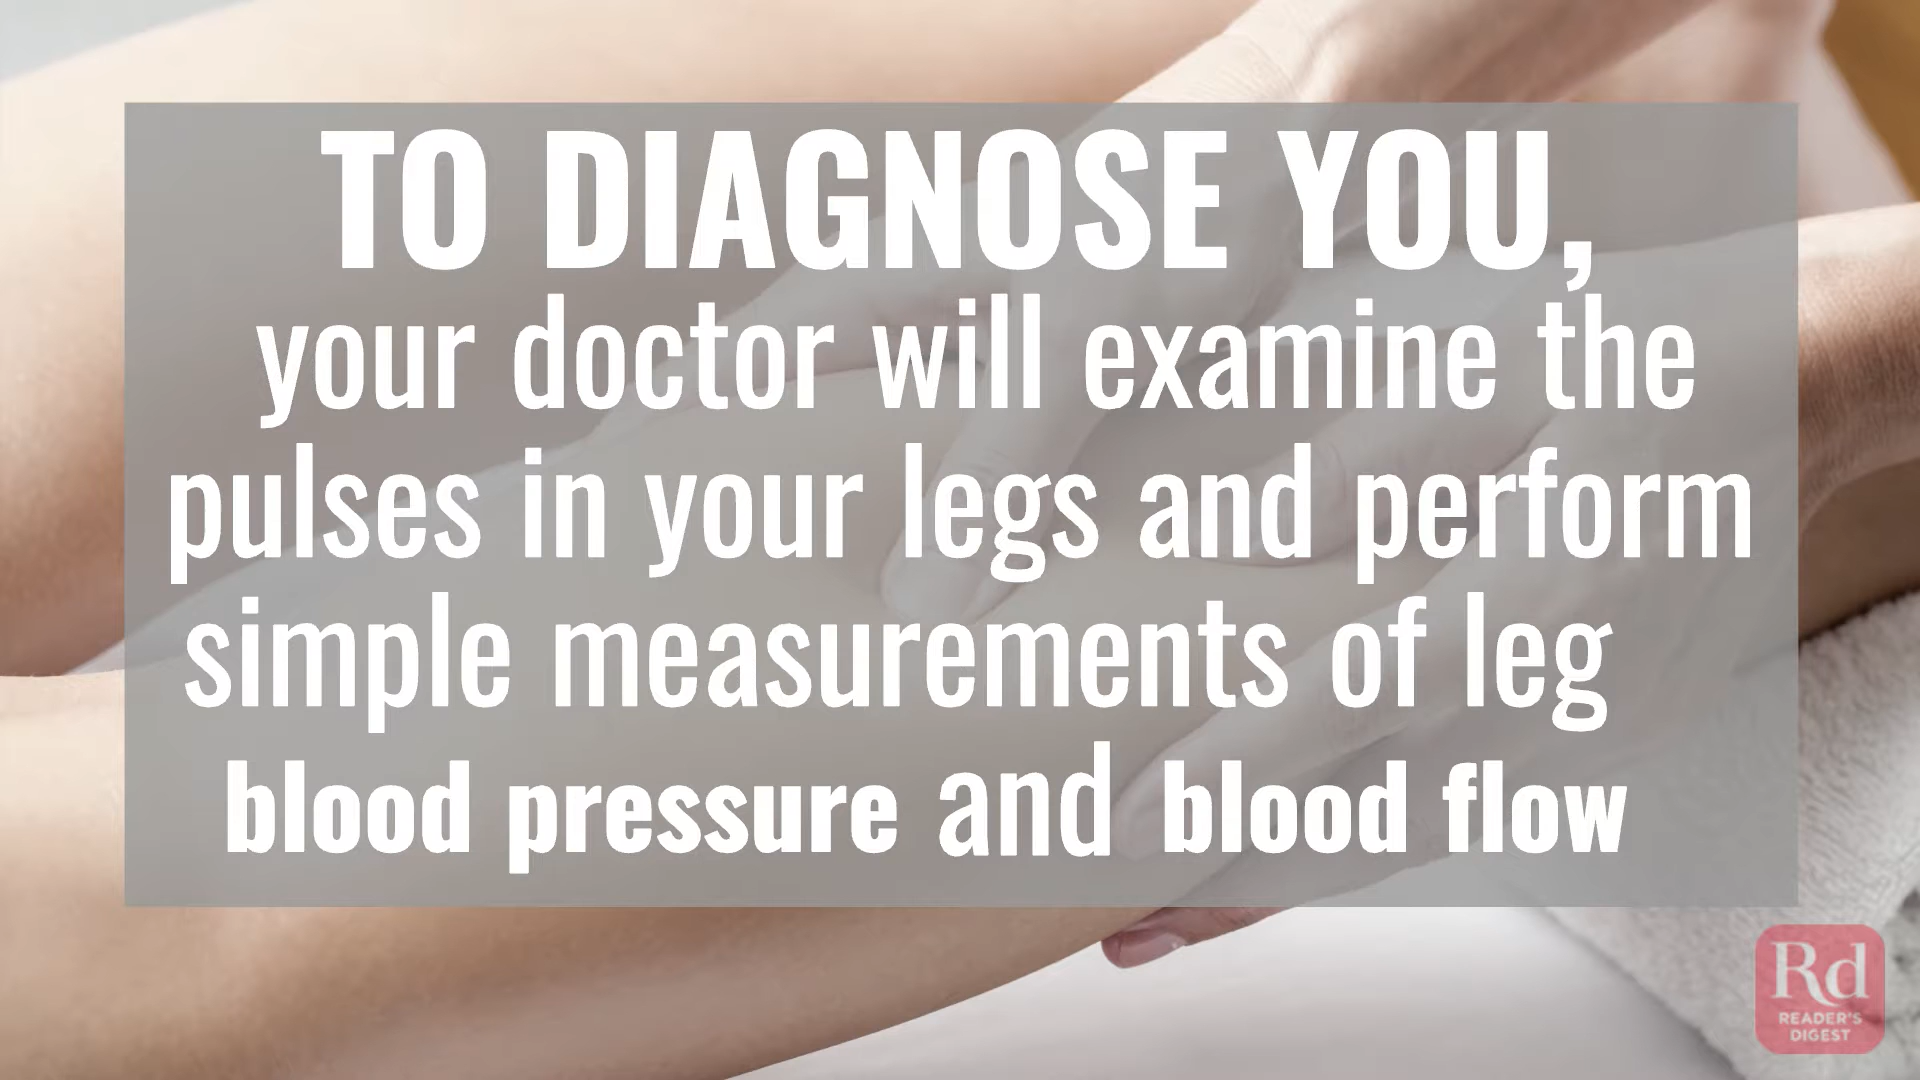 TO DIAGNOSE YOU,
your doctor will examine the
pulses in your legs and perform
simple measurements of leg
blood pressure and blood flow
Rd
READER'S
DIGEST